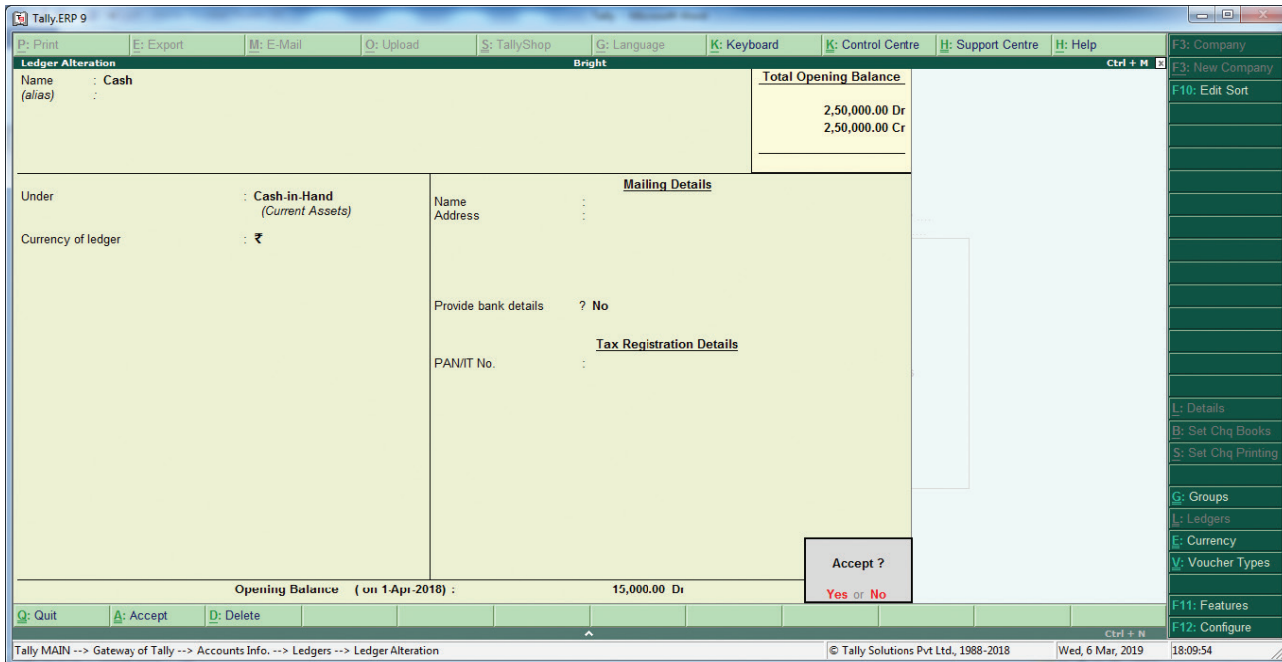 Tally.ERP 9
P: Print E: Export M: E-Mail O: Upload S: TallyShop G: Language K: Keyboard K: Control Centre H: Support Centre H: Help
F3: Company
Ledger Alteration Bright Ctrl + M
F3: New Company
Name : Cash
(alias) :
Total Opening Balance
2,50,000.00 Dr
2,50,000.00 Cr
F10: Edit Sort
Under : Cash-in-Hand
(Current Assets)
Currency of ledger : ₹
Mailing Details
Name :
Address :
Provide bank details ? No
Tax Registration Details
PAN/IT No. :
L: Details
B: Set Chq Books
S: Set Chq Printing
G: Groups
L: Ledgers
E: Currency
V: Voucher Types
Accept ?
Yes or No
Opening Balance ( on 1-Apr-2018) : 15,000.00 Dr
F11: Features
F12: Configure
Q: Quit A: Accept D: Delete
Ctrl + N
Tally MAIN --> Gateway of Tally --> Accounts Info. --> Ledgers --> Ledger Alteration © Tally Solutions Pvt Ltd., 1988-2018 Wed, 6 Mar, 2019 18:09:54